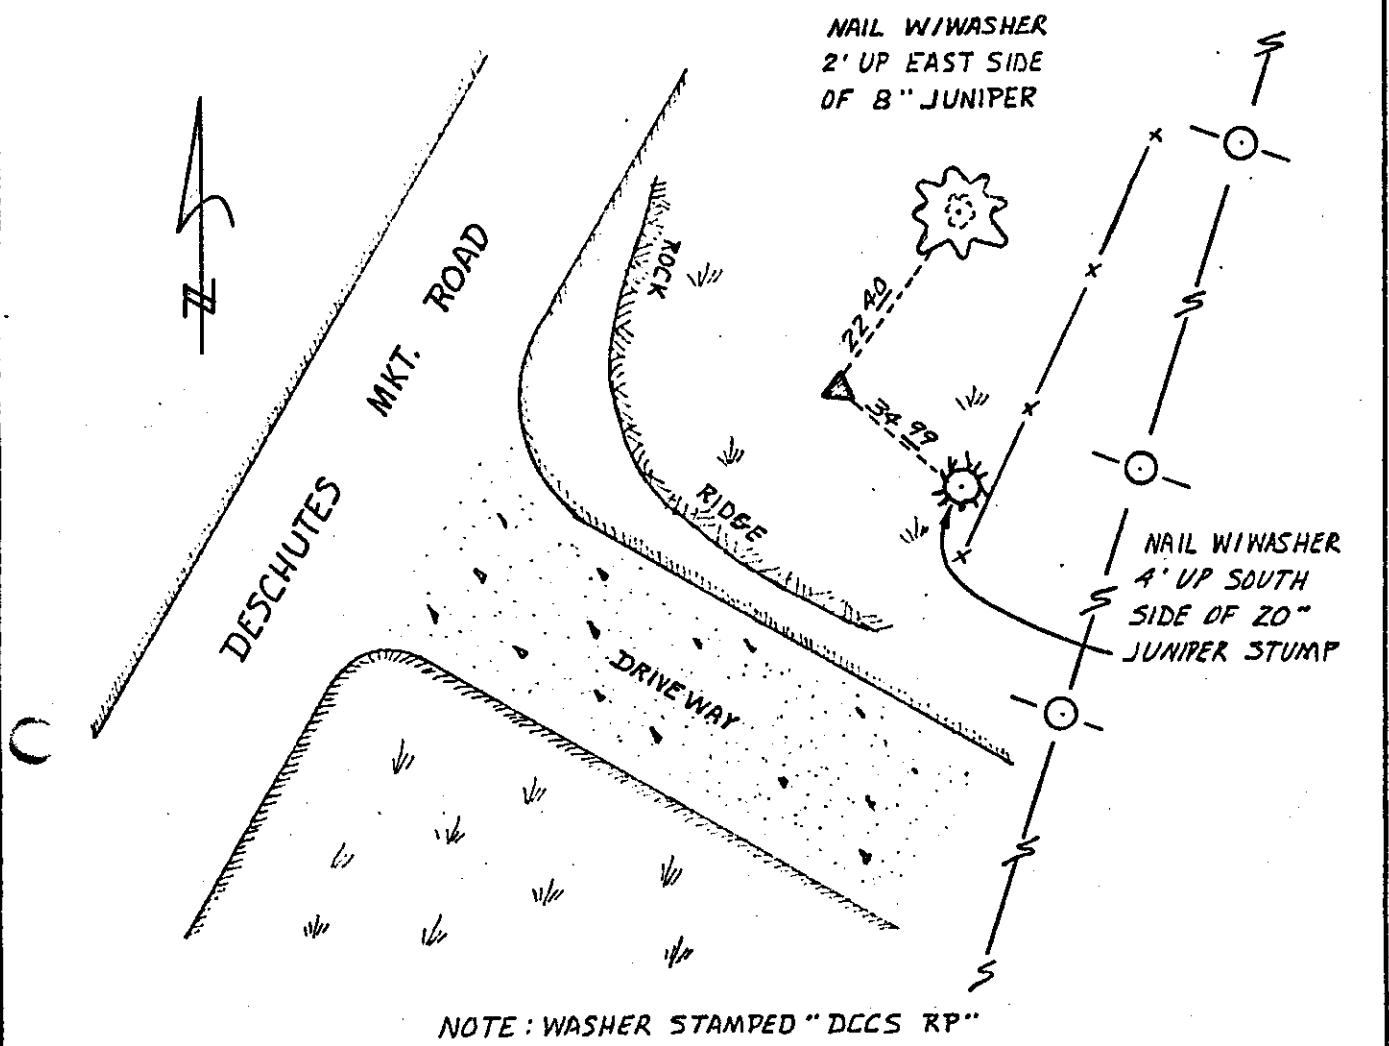 NAIL W/WASHER
2' UP EAST SIDE
OF 8" JUNIPER
N
DESCHUTES MKT. ROAD
ROCK
RIDGE
22 40
34 99
DRIVEWAY
NAIL W/WASHER
4' UP SOUTH
SIDE OF 20"
JUNIPER STUMP
NOTE: WASHER STAMPED "DCCS RP"